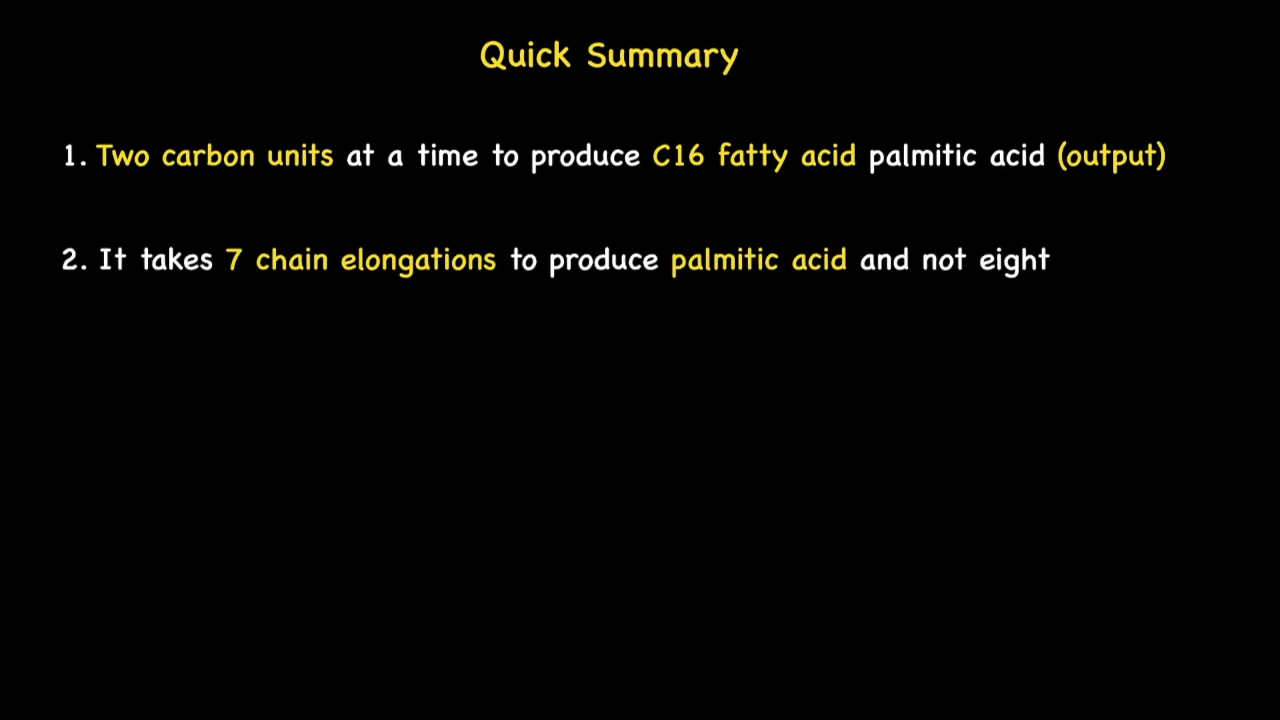 Quick Summary
1. Two carbon units at a time to produce C16 fatty acid palmitic acid (output)
2. It takes 7 chain elongations to produce palmitic acid and not eight